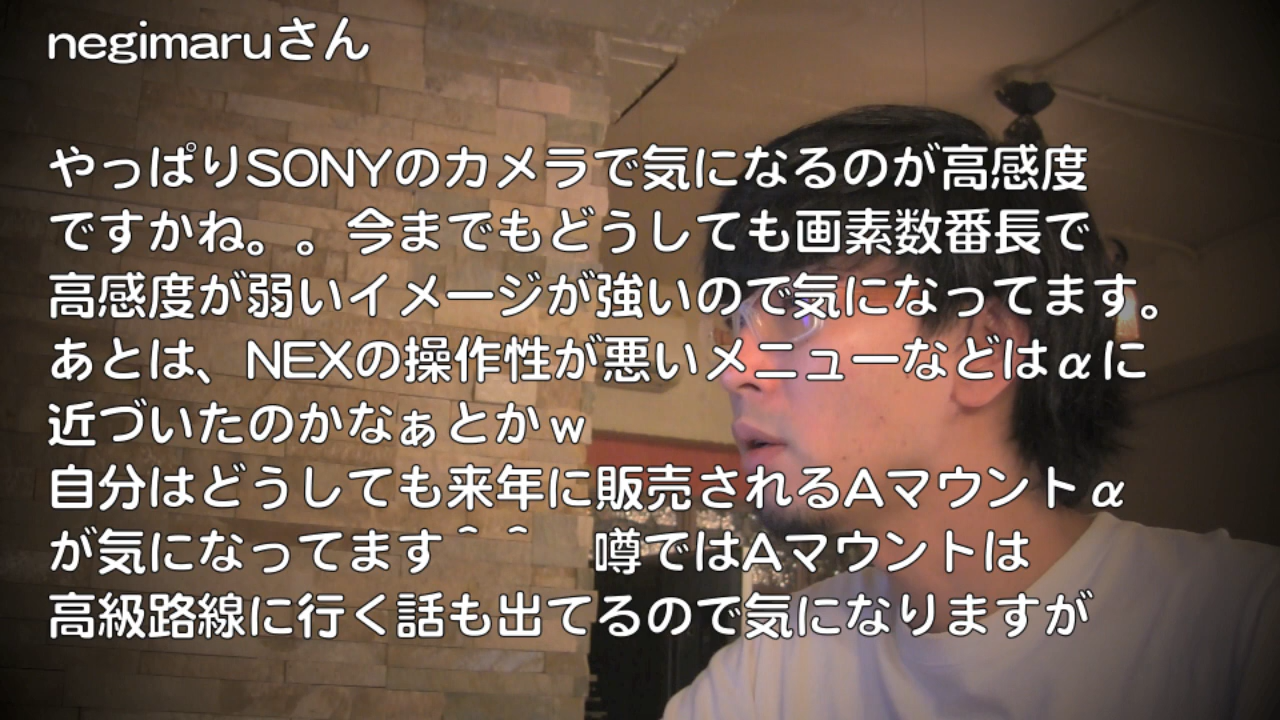 negimaruさん
やっぱりSONYのカメラで気になるのが高感度
ですかね。。今までもどうしても画素数番長で
高感度が弱いイメージが強いので気になってます。
あとは、NEXの操作性が悪いメニューなどはαに
近づいたのかなぁとかｗ
自分はどうしても来年に販売されるAマウントα
が気になってます＾＾　噂ではAマウントは
高級路線に行く話も出てるので気になりますが